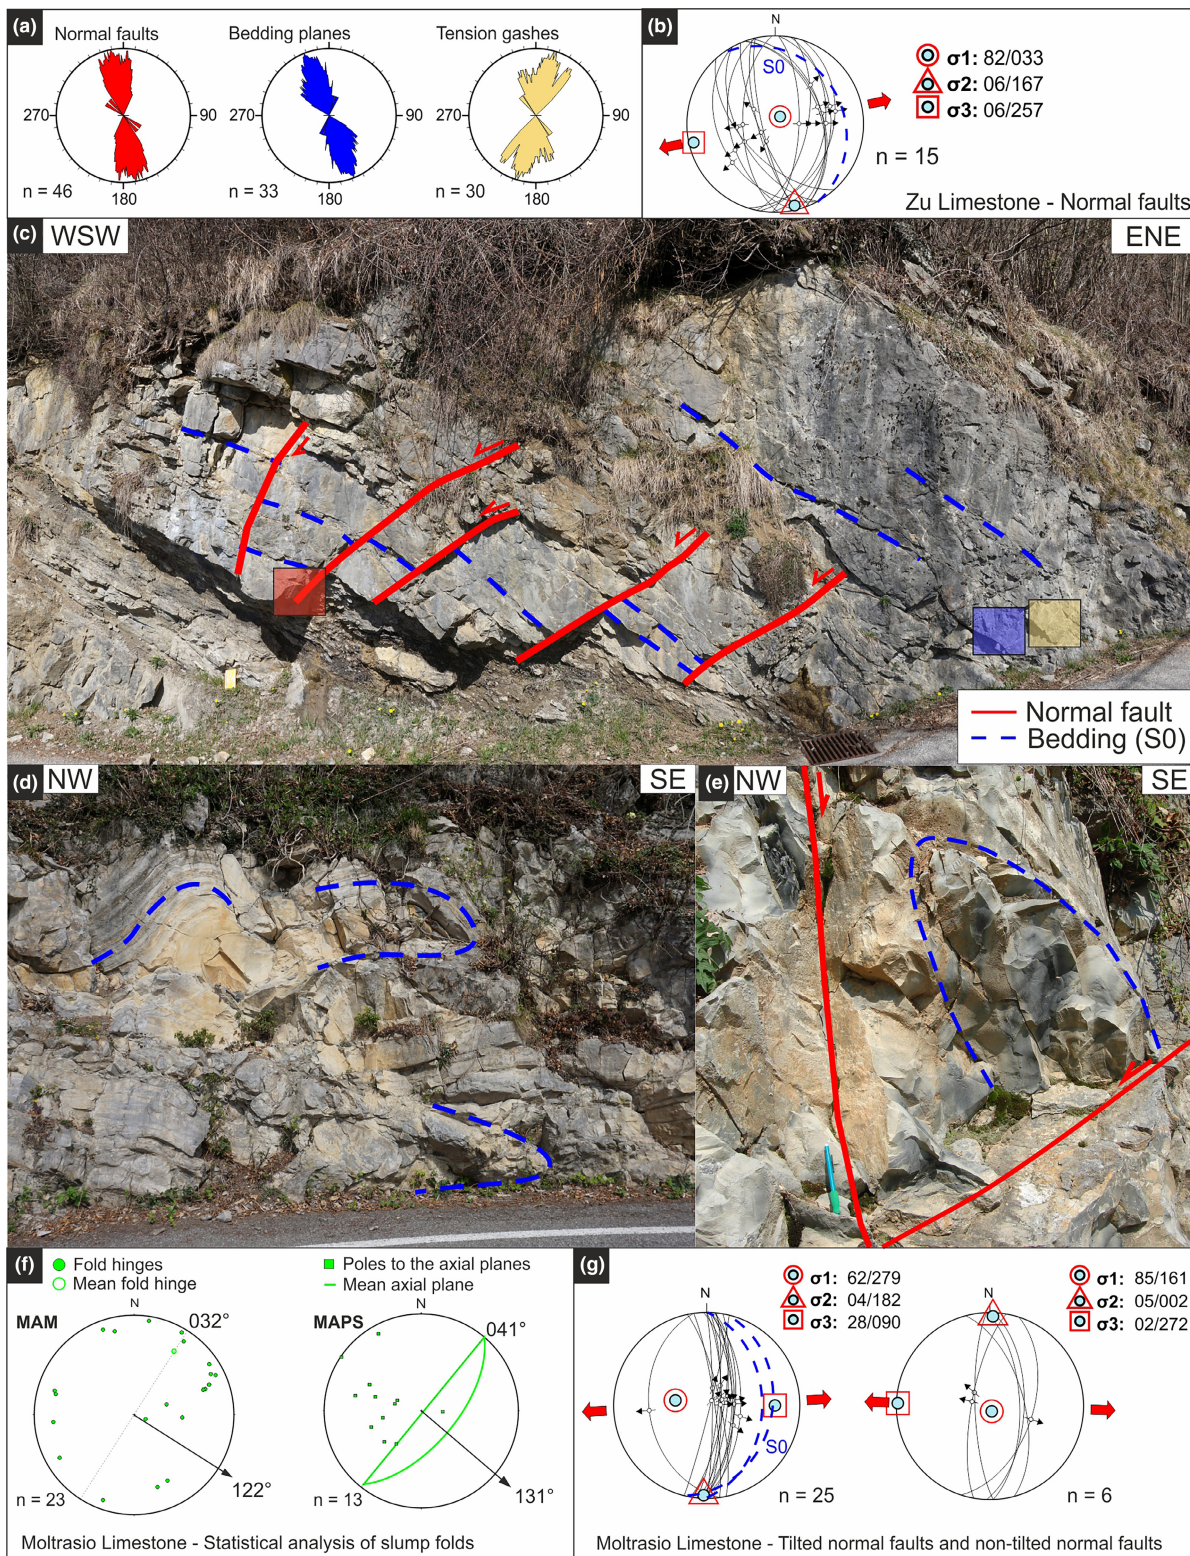 (a)
Normal faults
Bedding planes
Tension gashes
270
90
270
90
270
90
n = 46
180
n = 33
180
n = 30
180
(b)
N
S0
σ1: 82/033
σ2: 06/167
σ3: 06/257
n = 15
Zu Limestone - Normal faults
(c)
WSW
ENE
Normal fault
Bedding (S0)
(d)
NW
SE
(e)
NW
SE
(f)
Fold hinges
Mean fold hinge
Poles to the axial planes
Mean axial plane
MAM
N
032°
122°
n = 23
MAPS
N
041°
131°
n = 13
Moltrasio Limestone - Statistical analysis of slump folds
(g)
N
σ1: 62/279
σ2: 04/182
σ3: 28/090
S0
n = 25
N
σ1: 85/161
σ2: 05/002
σ3: 02/272
n = 6
Moltrasio Limestone - Tilted normal faults and non-tilted normal faults